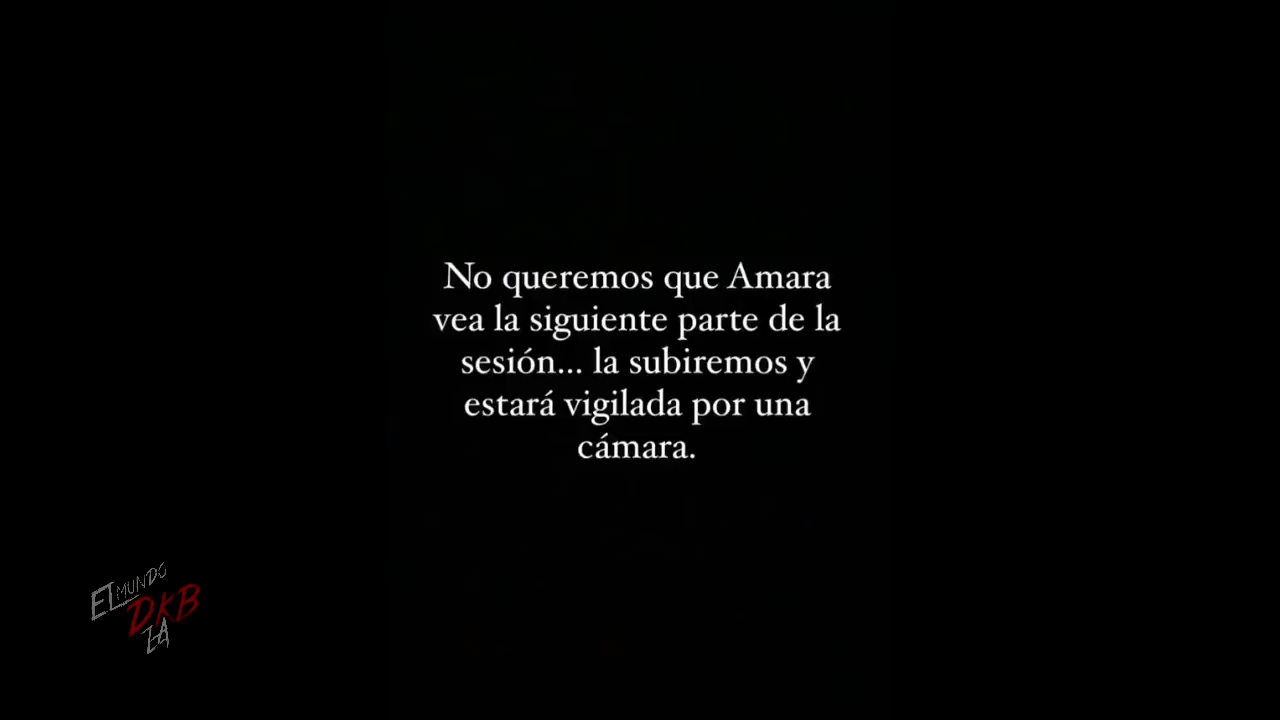 No queremos que Amara
vea la siguiente parte de la
sesión... la subiremos y
estará vigilada por una
cámara.
EL MUNDO
DKB
ZA